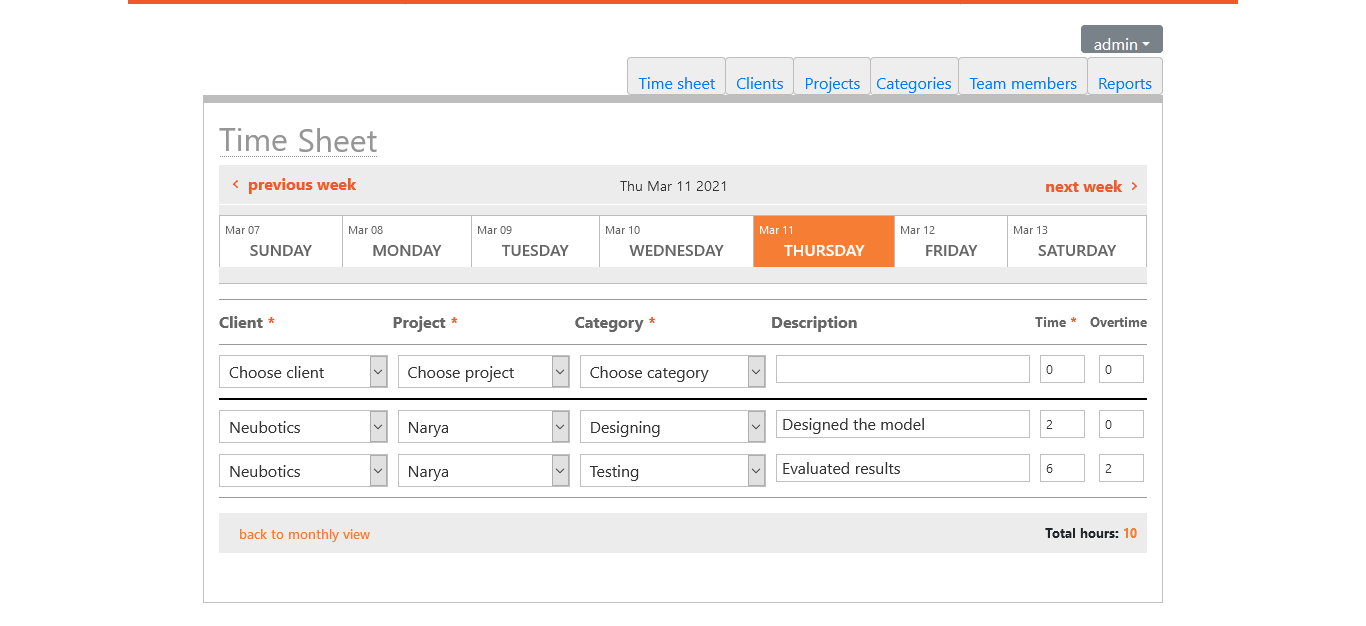 admin
Time sheet Clients Projects Categories Team members Reports
Time Sheet
previous week Thu Mar 11 2021 next week
Mar 07 Mar 08 Mar 09 Mar 10 Mar 11 Mar 12 Mar 13
SUNDAY MONDAY TUESDAY WEDNESDAY THURSDAY FRIDAY SATURDAY
Client * Project * Category * Description Time * Overtime
Choose client Choose project Choose category 0 0
Neubotics Narya Designing Designed the model 2 0
Neubotics Narya Testing Evaluated results 6 2
back to monthly view Total hours: 10